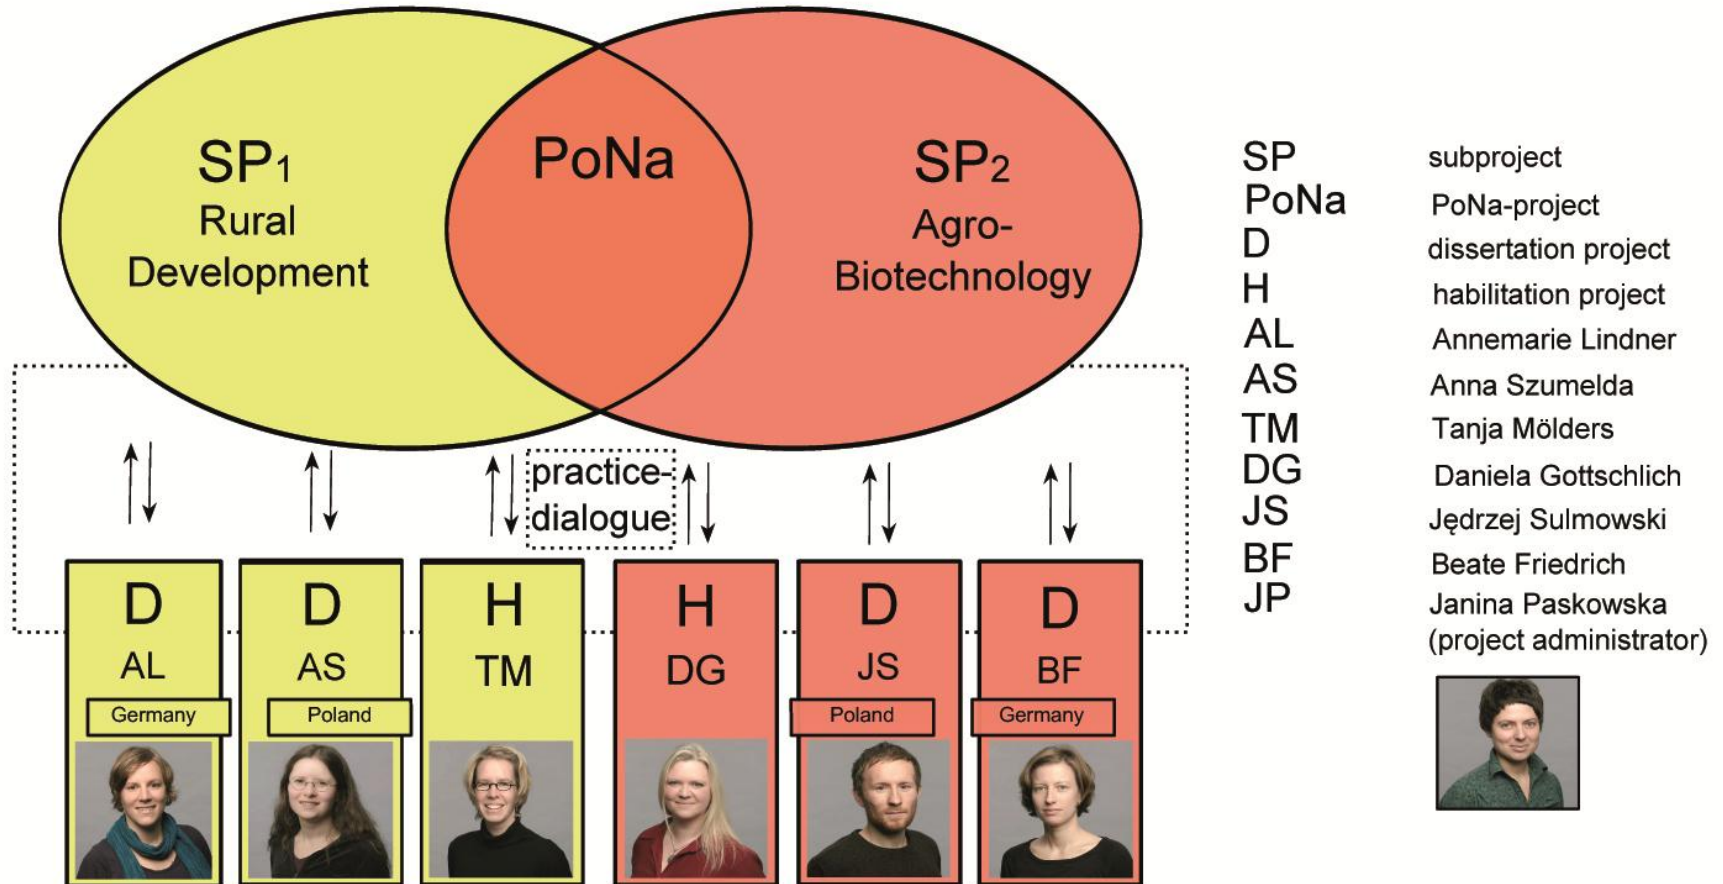 SP1
Rural
Development
PoNa
SP2
Agro-
Biotechnology
practice-
dialogue
D
AL
Germany
D
AS
Poland
H
TM
H
DG
D
JS
Poland
D
BF
Germany
SP subproject
PoNa PoNa-project
D dissertation project
H habilitation project
AL Annemarie Lindner
AS Anna Szumelda
TM Tanja Mölders
DG Daniela Gottschlich
JS Jędrzej Sulmowski
BF Beate Friedrich
JP Janina Paskowska
(project administrator)